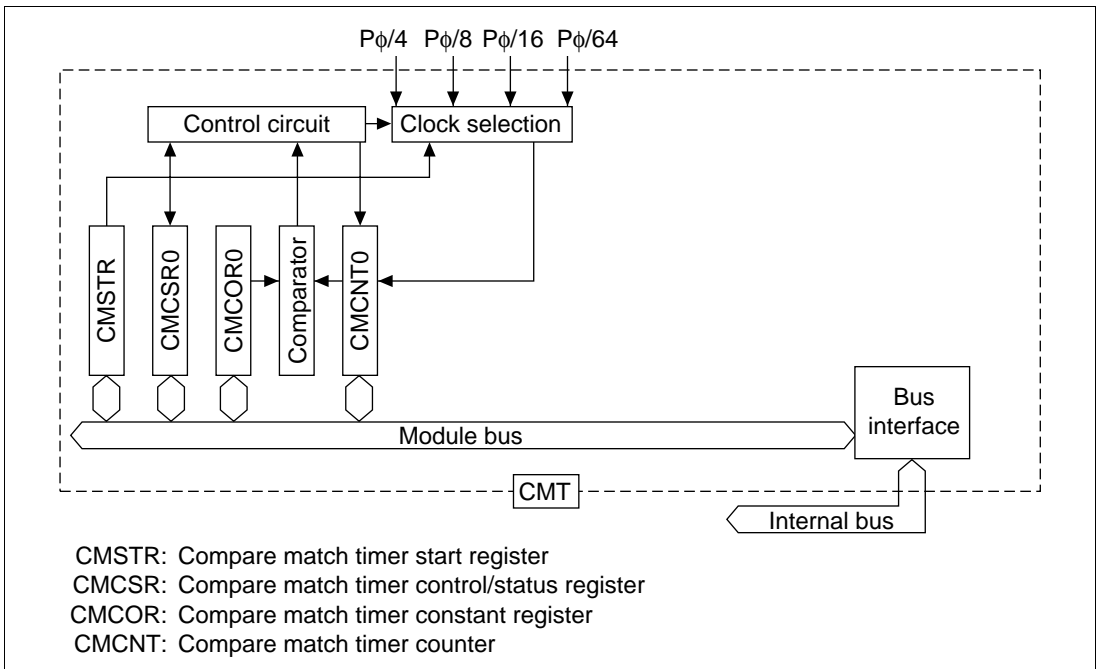 Pϕ/4 Pϕ/8 Pϕ/16 Pϕ/64
Control circuit
Clock selection
CMSTR
CMCSR0
CMCOR0
Comparator
CMCNT0
Bus
interface
Module bus
CMT
Internal bus
CMSTR: Compare match timer start register
CMCSR: Compare match timer control/status register
CMCOR: Compare match timer constant register
CMCNT: Compare match timer counter